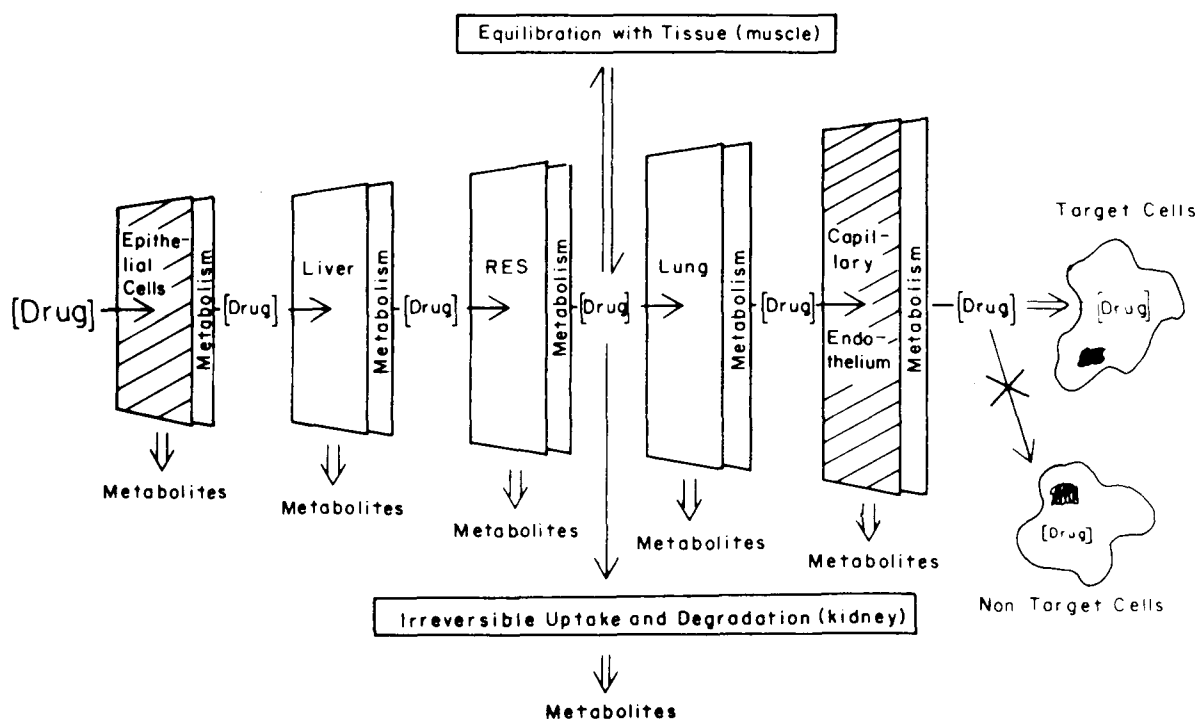 Equilibration with Tissue (muscle)
Target Cells
[Drug]
Epithe-
lial
Cells
Metabolism
[Drug]
Liver
Metabolism
[Drug]
RES
Metabolism
[Drug]
Lung
Metabolism
[Drug]
Capil-
lary
Endo-
thelium
Metabolism
[Drug]
[Drug]
Metabolites
Metabolites
Metabolites
Metabolites
Metabolites
[Drug]
Non Target Cells
Irreversible Uptake and Degradation (kidney)
Metabolites